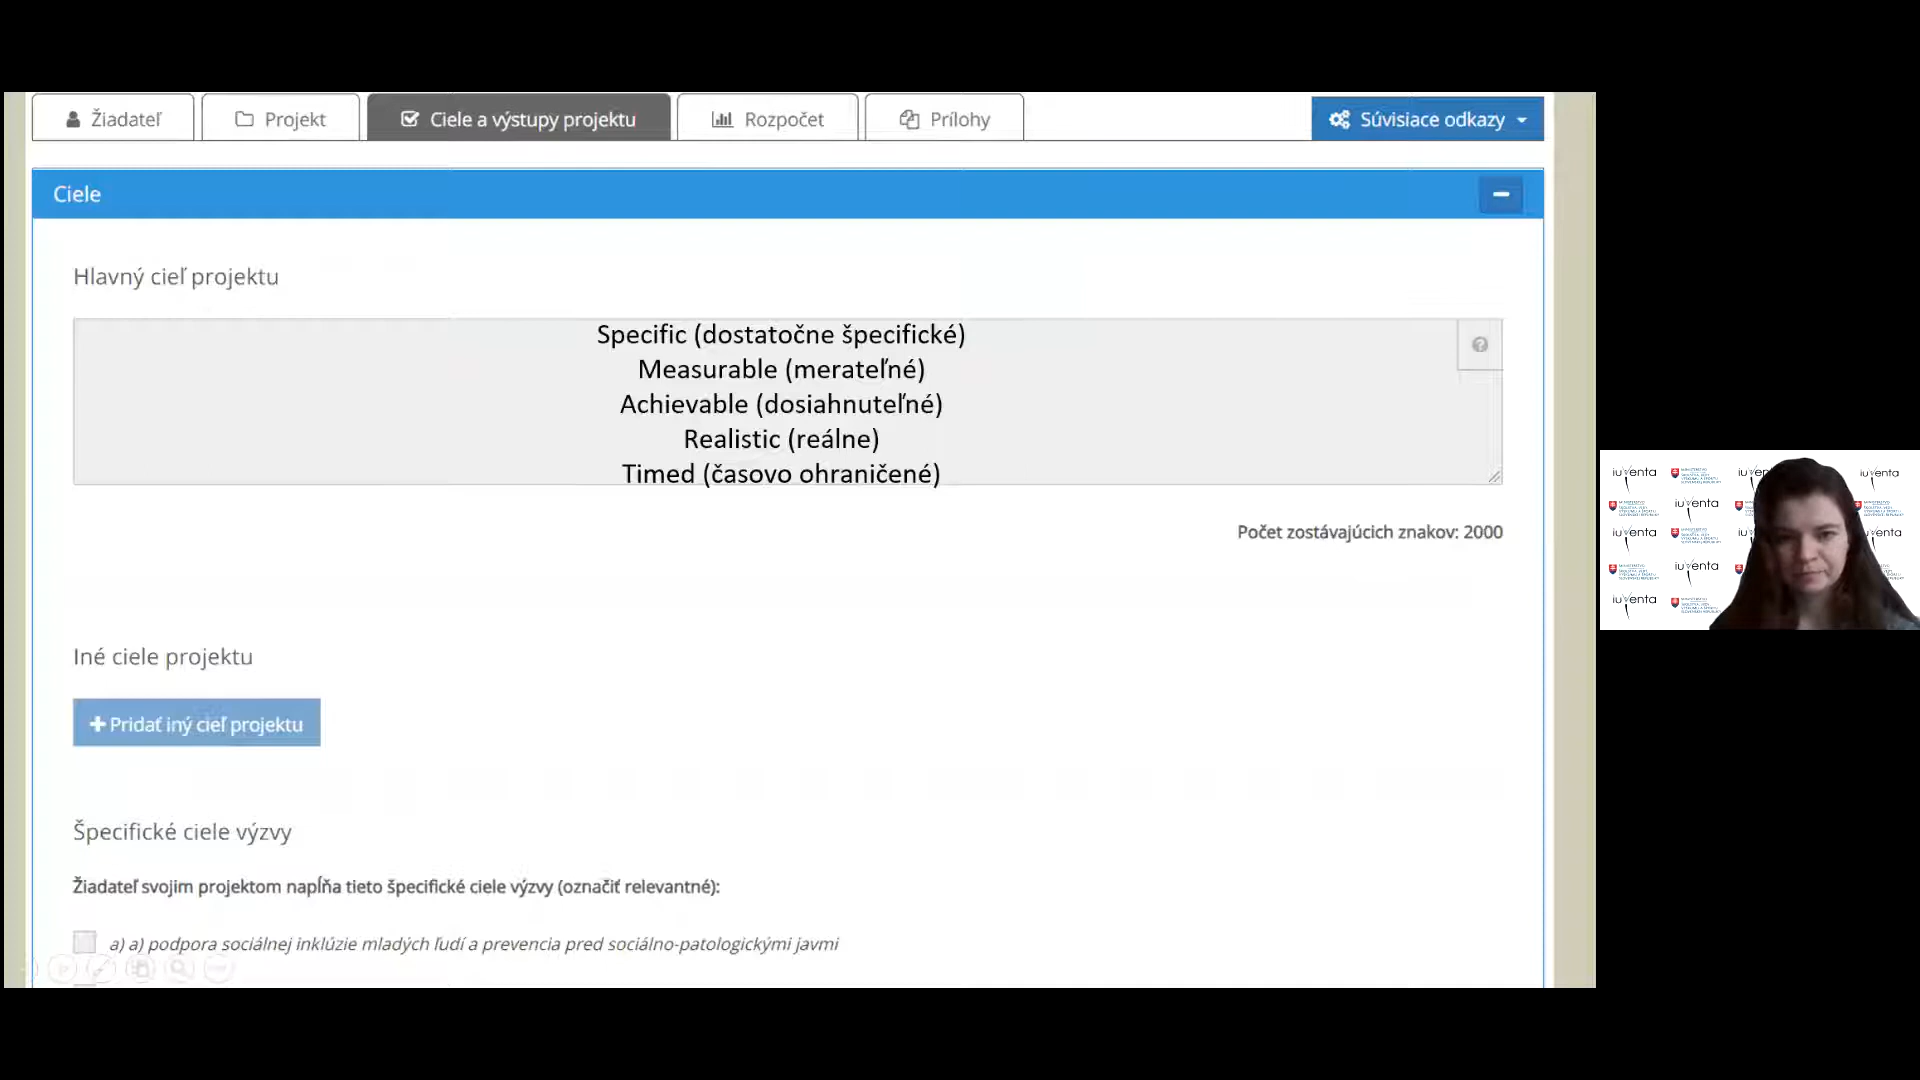 Žiadateľ
Projekt
Ciele a výstupy projektu
Rozpočet
Prílohy
Súvisiace odkazy
Ciele
Hlavný cieľ projektu
Specific (dostatočne špecifické)
Measurable (merateľné)
Achievable (dosiahnuteľné)
Realistic (reálne)
Timed (časovo ohraničené)
Počet zostávajúcich znakov: 2000
Iné ciele projektu
Pridať iný cieľ projektu
Špecifické ciele výzvy
Žiadateľ svojim projektom napĺňa tieto špecifické ciele výzvy (označiť relevantné):
a) a) podpora sociálnej inklúzie mladých ľudí a prevencia pred sociálno-patologickými javmi
iuventa
iuventa
iuventa
iuventa
iuventa
iuventa